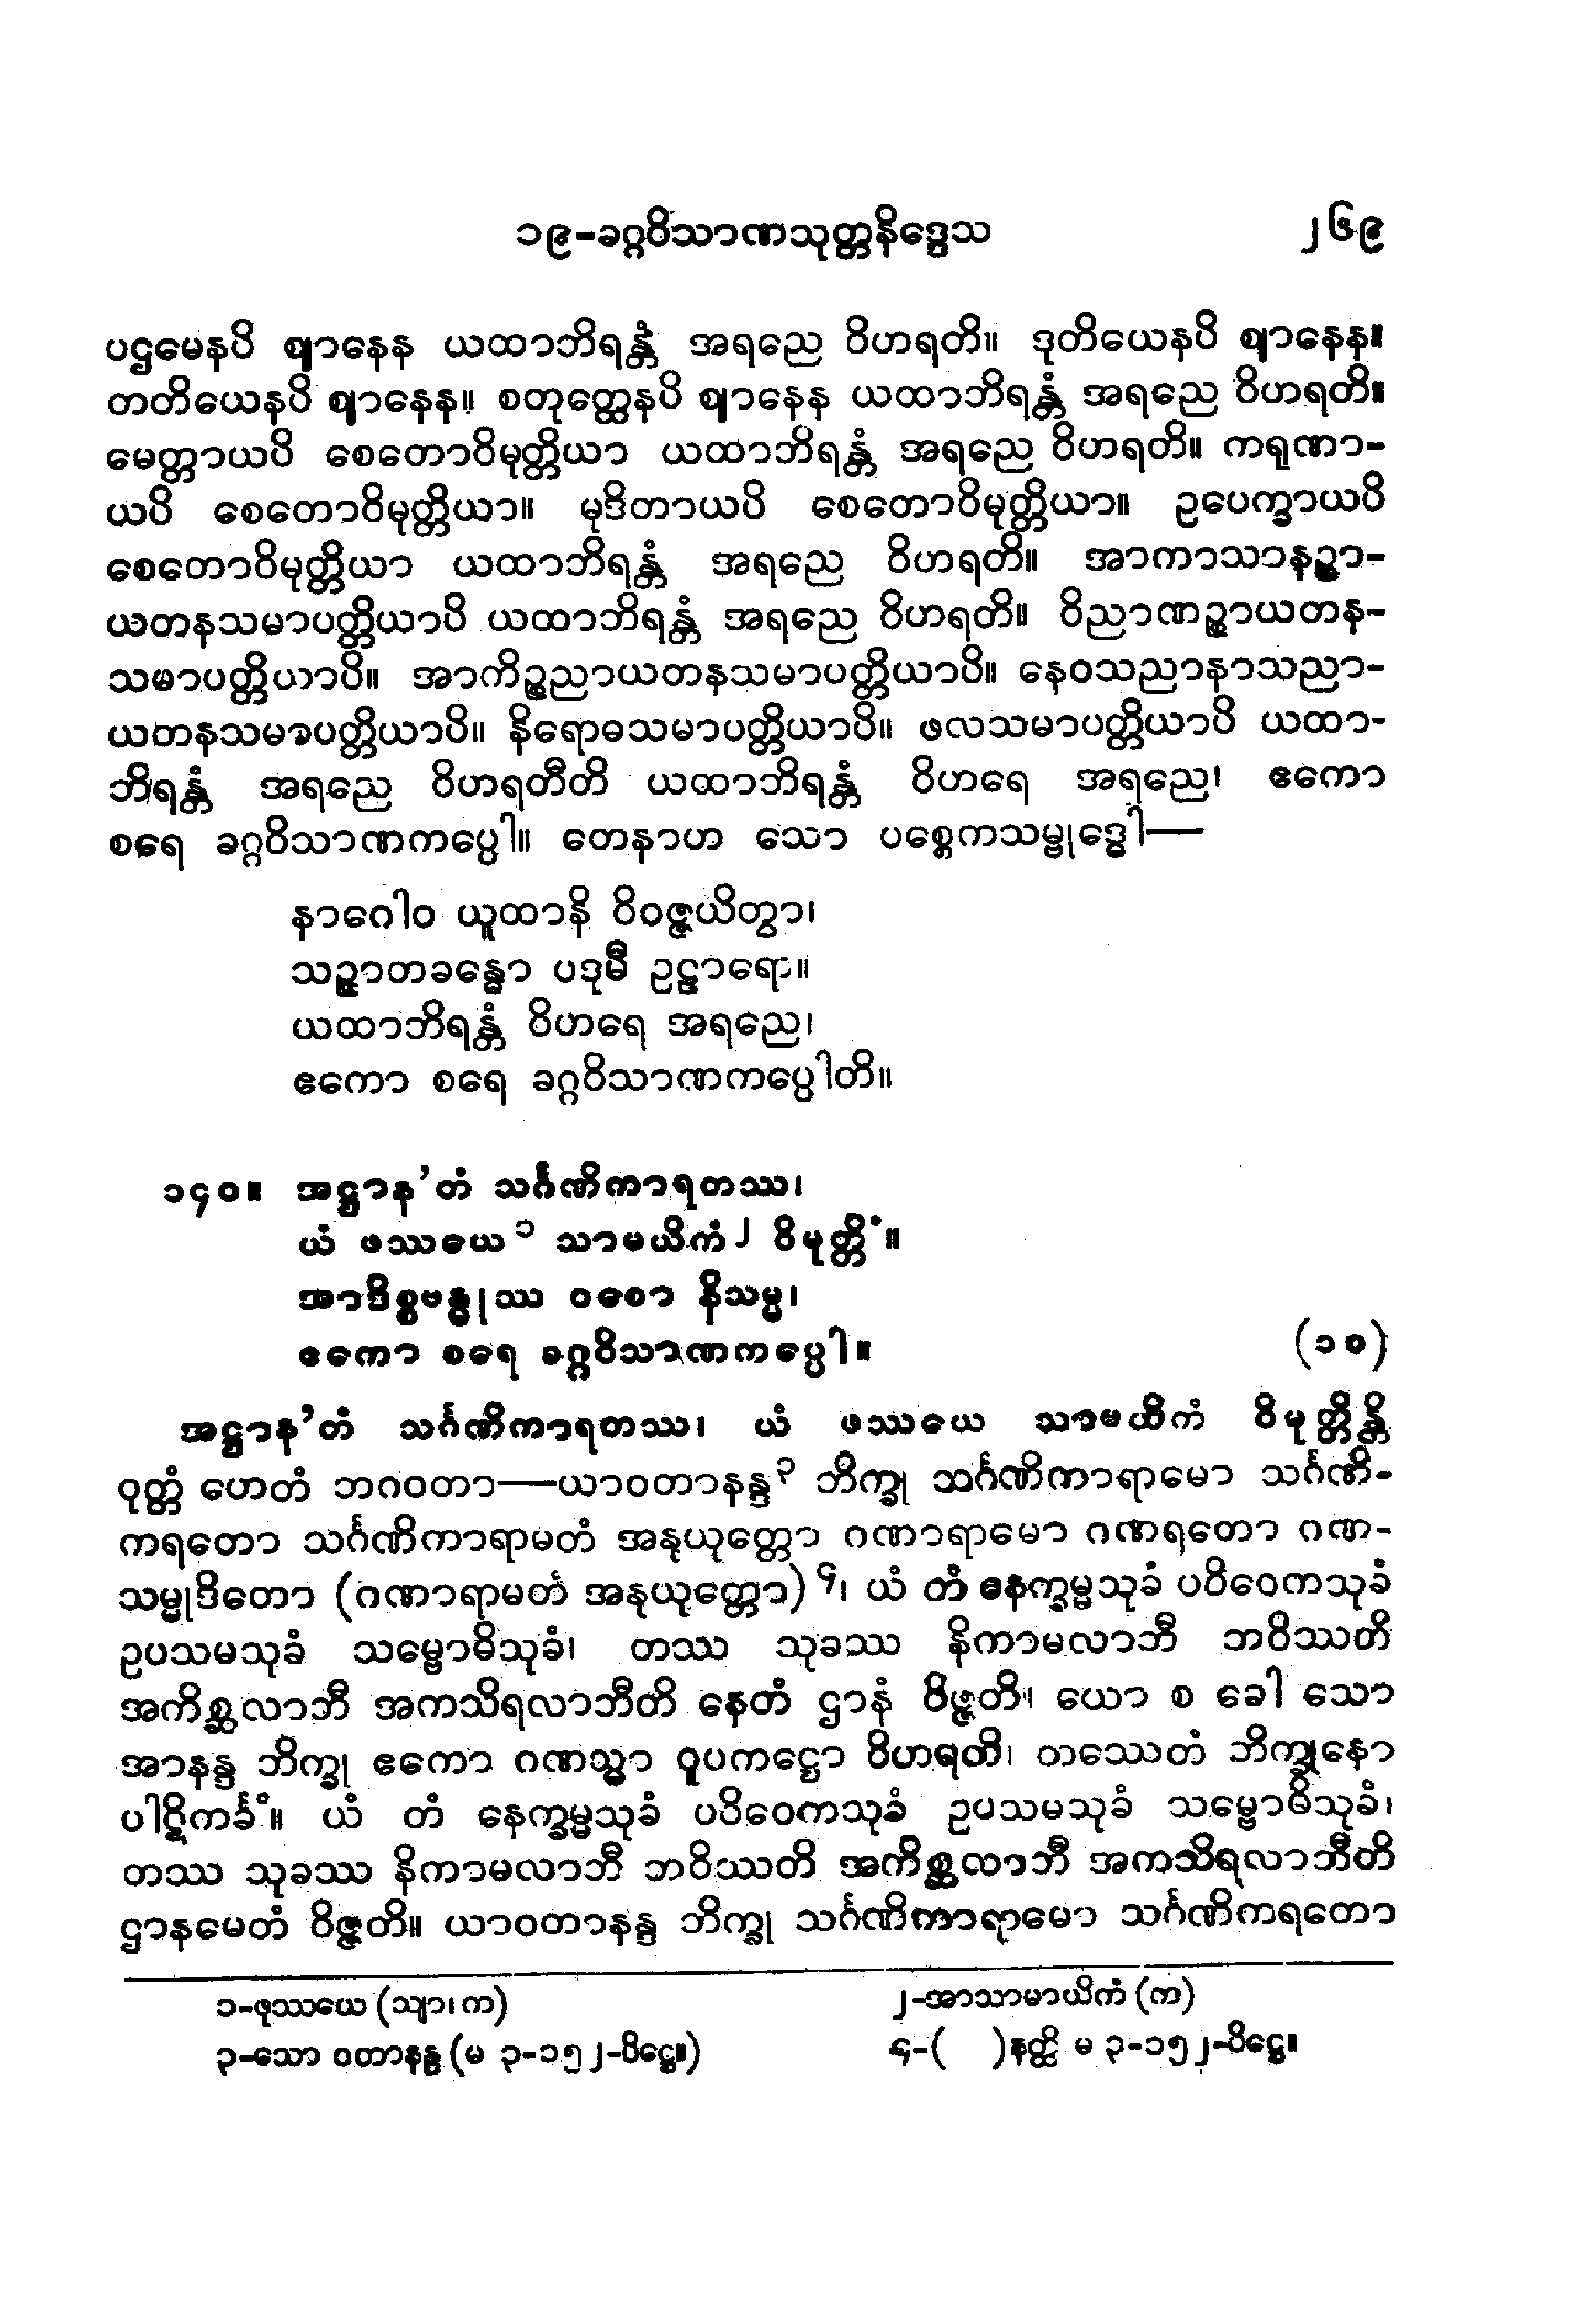 ၁၉-ခဂ္ဂဝိသာဏသုတ္တနိဒ္ဒေသ ၂၆၉
ပဌမေနပိ ဈာနေန ယထာဘိရန္တံ အရညေ ဝိဟရတိ။ ဒုတိယေနပိ ဈာနေန။
တတိယေနပိ ဈာနေန။ စတုတ္ထေနပိ ဈာနေန ယထာဘိရန္တံ အရညေ ဝိဟရတိ။
မေတ္တာယပိ စေတောဝိမုတ္တိယာ ယထာဘိရန္တံ အရညေ ဝိဟရတိ။ ကရုဏာ-
ယပိ စေတောဝိမုတ္တိယာ။ မုဒိတာယပိ စေတောဝိမုတ္တိယာ။ ဥပေက္ခာယပိ
စေတောဝိမုတ္တိယာ ယထာဘိရန္တံ အရညေ ဝိဟရတိ။ အာကာသာနဉ္စာ-
ယတနသမာပတ္တိယာပိ ယထာဘိရန္တံ အရညေ ဝိဟရတိ။ ဝိညာဏဉ္စာယတန-
သမာပတ္တိယာပိ။ အာကိဉ္စညာယတနသမာပတ္တိယာပိ။ နေဝသညာနာသညာ-
ယတနသမာပတ္တိယာပိ။ နိရောဓသမာပတ္တိယာပိ။ ဖလသမာပတ္တိယာပိ ယထာ-
ဘိရန္တံ အရညေ ဝိဟရတီတိ ယထာဘိရန္တံ ဝိဟရေ အရညေ၊ ဧကော
စရေ ခဂ္ဂဝိသာဏကပ္ပေါ။ တေနာဟ သော ပစ္စေကသမ္ဗုဒ္ဓေါ—
နာဂေါဝ ယူထာနိ ဝိဝဇ္ဇယိတွာ၊
သဉ္ဇာတခန္ဓော ပဒုမီ ဥဠာရော။
ယထာဘိရန္တံ ဝိဟရေ အရညေ၊
ဧကော စရေ ခဂ္ဂဝိသာဏကပ္ပေါတိ။
၁၄၀။ အဋ္ဌာန’တံ သင်္ဂဏိကာရတဿ၊
ယံ ဖဿယေ ၁ သာမယိကံ ၂ ဝိမုတ္တိံ။
အာဒိစ္စဗန္ဓုဿ ဝစော နိသမ္မ၊
ဧကော စရေ ခဂ္ဂဝိသာဏကပ္ပေါ။ (၁၀)
အဋ္ဌာန’တံ သင်္ဂဏိကာရတဿ၊ ယံ ဖဿယေ သာမယိကံ ဝိမုတ္တိန္တိ
ဝုတ္တံ ဟေတံ ဘဂဝတာ—ယာဝတာနန္ဒ ၃ ဘိက္ခု သင်္ဂဏိကာရာမော သင်္ဂဏိ-
ကရတော သင်္ဂဏိကာရာမတံ အနုယုတ္တော ဂဏာရာမော ဂဏရတော ဂဏ-
သမ္မုဒိတော (ဂဏာရာမတံ အနုယုတ္တော) ၄၊ ယံ တံ နေက္ခမ္မသုခံ ပဝိဝေကသုခံ
ဥပသမသုခံ သမ္ဗောဓိသုခံ၊ တဿ သုခဿ နိကာမလာဘီ ဘဝိဿတိ
အကိစ္ဆလာဘီ အကသိရလာဘီတိ နေတံ ဌာနံ ဝိဇ္ဇတိ။ ယော စ ခေါ သော
အာနန္ဒ ဘိက္ခု ဧကော ဂဏသ္မာ ဝူပကဋ္ဌော ဝိဟရတိ၊ တဿေတံ ဘိက္ခုနော
ပါဋိကင်္ခံ။ ယံ တံ နေက္ခမ္မသုခံ ပဝိဝေကသုခံ ဥပသမသုခံ သမ္ဗောဓိသုခံ၊
တဿ သုခဿ နိကာမလာဘီ ဘဝိဿတိ အကိစ္ဆလာဘီ အကသိရလာဘီတိ
ဌာနမေတံ ဝိဇ္ဇတိ။ ယာဝတာနန္ဒ ဘိက္ခု သင်္ဂဏိကာရာမော သင်္ဂဏိကရတော
၁-ဖုဿယေ (သျာ၊ က) ၂-အာသာမာယိကံ (က)
၃-သော ဝတာနန္ဒ (မ ၃-၁၅၂-ပိဋ္ဌေ။) ၄-( ) နတ္ထိ မ ၃-၁၅၂-ပိဋ္ဌေ။